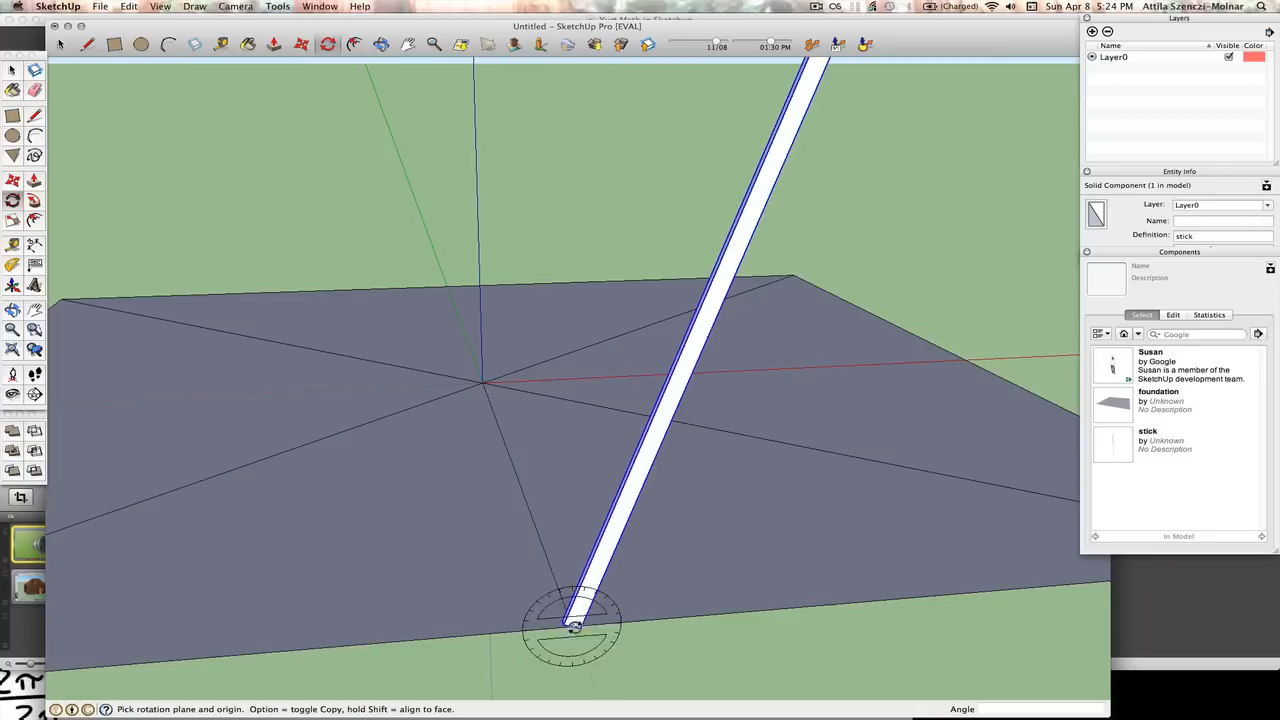 SketchUp File Edit View Draw Camera Tools Window Help
(Charged) Sun Apr 8 5:24 PM Attila Szenczi-Molnar
Untitled – SketchUp Pro [EVAL]
11/08 01:30 PM
Layers
Name Visible Color
Layer0
Entity Info
Solid Component (1 in model)
Layer: Layer0
Name:
Definition: stick
Components
Name
Description
Select Edit Statistics
Google
Susan
by Google
Susan is a member of the
SketchUp development team.
foundation
by Unknown
No Description
stick
by Unknown
No Description
In Model
Pick rotation plane and origin. Option = toggle Copy, hold Shift = align to face.
Angle